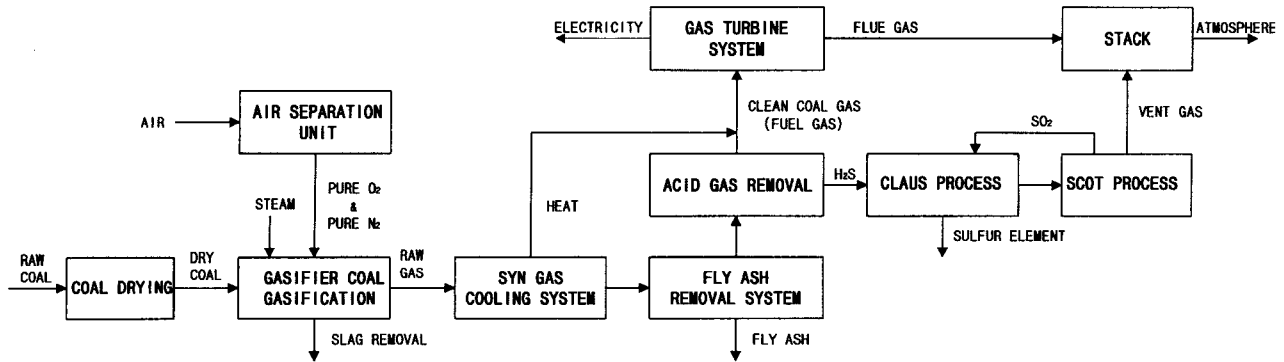 ELECTRICITY
GAS TURBINE
SYSTEM
FLUE GAS
STACK
ATMOSPHERE
AIR
AIR SEPARATION
UNIT
CLEAN COAL GAS
(FUEL GAS)
VENT GAS
SO₂
PURE O₂
&
PURE N₂
STEAM
HEAT
ACID GAS REMOVAL
H₂S
CLAUS PROCESS
SCOT PROCESS
SULFUR ELEMENT
RAW
COAL
COAL DRYING
DRY
COAL
GASIFIER COAL
GASIFICATION
RAW
GAS
SYN GAS
COOLING SYSTEM
FLY ASH
REMOVAL SYSTEM
SLAG REMOVAL
FLY ASH